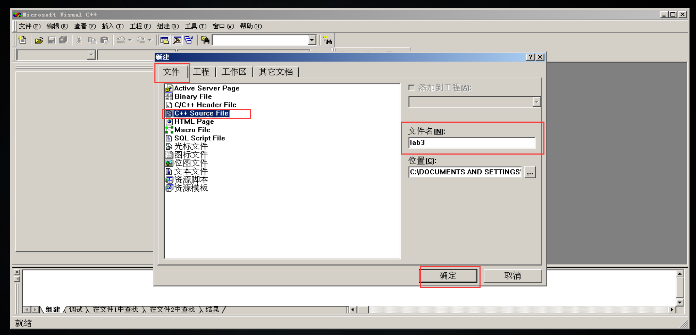 Microsoft Visual C++
文件(F) 编辑(E) 查看(V) 插入(I) 工程(P) 组建(B) 工具(T) 窗口(W) 帮助(H)
新建
文件 工程 工作区 其它文档
Active Server Page
Binary File
C/C++ Header File
C++ Source File
HTML Page
Macro File
SQL Script File
光标文件
图标文件
位图文件
文本文件
资源脚本
资源模板
添加到工程(A):
文件名(N):
lab3
位置(C):
C:\DOCUMENTS AND SETTINGS\
...
确定 取消
组建 调试 在文件1中查找 在文件2中查找 结果
就绪